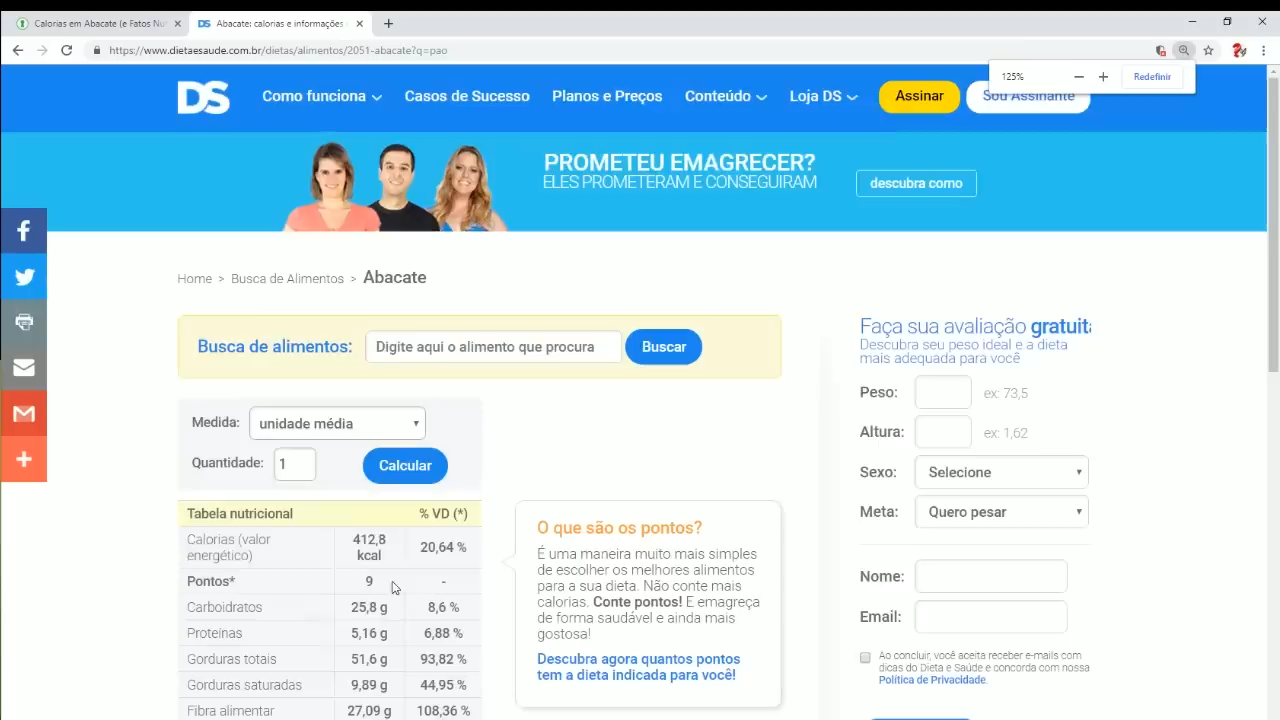 Calorias em Abacate (e Fatos Nut
DS Abacate: calorias e informações
https://www.dietaesaude.com.br/dietas/alimentos/2051-abacate?q=pao
125%
Redefinir
DS
Como funciona
Casos de Sucesso
Planos e Preços
Conteúdo
Loja DS
Assinar
Sou Assinante
PROMETEU EMAGRECER?
ELES PROMETERAM E CONSEGUIRAM
descubra como
Home > Busca de Alimentos > Abacate
Busca de alimentos:
Digite aqui o alimento que procura
Buscar
Medida:
unidade média
Quantidade:
1
Calcular
Tabela nutricional % VD (*)
Calorias (valor energético) 412,8 kcal 20,64 %
Pontos* 9 -
Carboidratos 25,8 g 8,6 %
Proteínas 5,16 g 6,88 %
Gorduras totais 51,6 g 93,82 %
Gorduras saturadas 9,89 g 44,95 %
Fibra alimentar 27,09 g 108,36 %
O que são os pontos?
É uma maneira muito mais simples
de escolher os melhores alimentos
para a sua dieta. Não conte mais
calorias. Conte pontos! E emagreça
de forma saudável e ainda mais
gostosa!
Descubra agora quantos pontos
tem a dieta indicada para você!
Faça sua avaliação gratuita
Descubra seu peso ideal e a dieta
mais adequada para você
Peso:
ex: 73,5
Altura:
ex: 1,62
Sexo:
Selecione
Meta:
Quero pesar
Nome:
Email:
Ao concluir, você aceita receber e-mails com
dicas do Dieta e Saúde e concorda com nossa
Política de Privacidade.